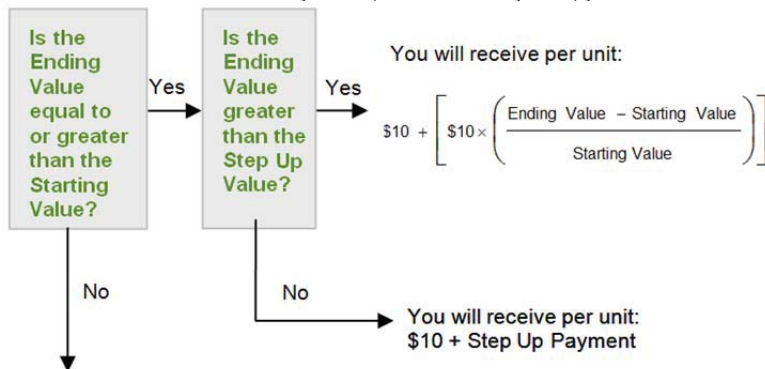 Is the
Ending
Value
equal to
or greater
than the
Starting
Value?
Yes
Is the
Ending
Value
greater
than the
Step Up
Value?
Yes
You will receive per unit:
$10 + [ $10 × ( Ending Value – Starting Value
Starting Value ) ]
No
No
You will receive per unit:
$10 + Step Up Payment